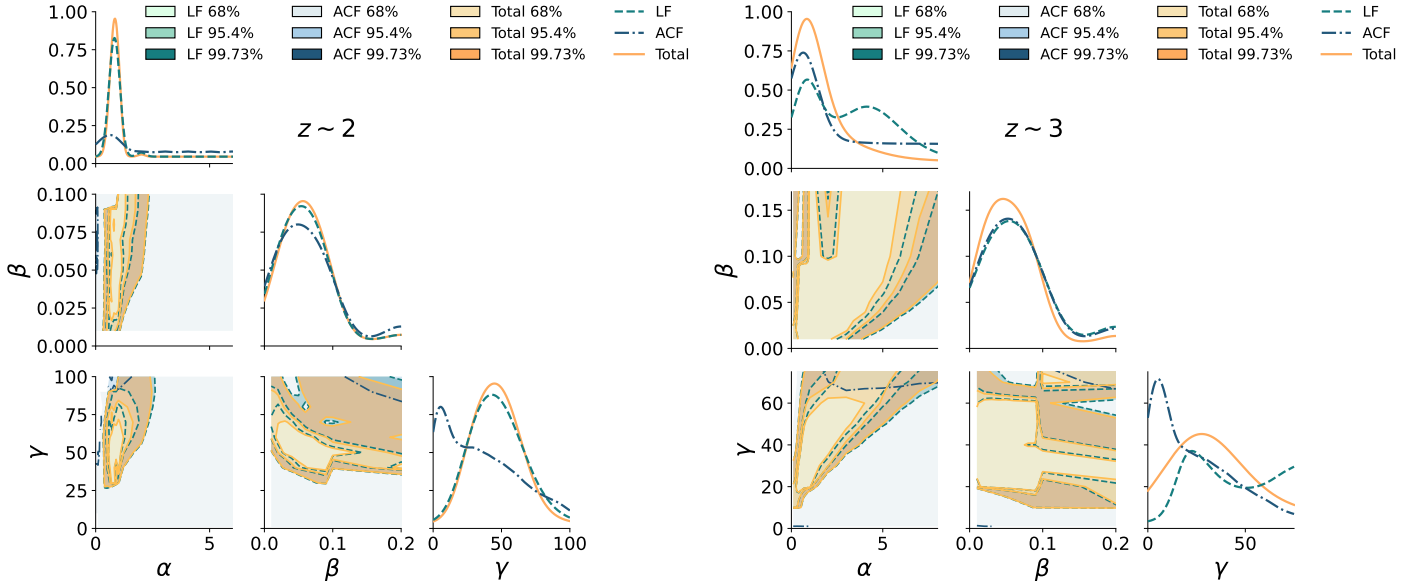 1.00
0.75
0.50
0.25
0.00
LF 68%
LF 95.4%
LF 99.73%
ACF 68%
ACF 95.4%
ACF 99.73%
Total 68%
Total 95.4%
Total 99.73%
LF
ACF
Total
z ~ 2
β
0.100
0.075
0.050
0.025
0.000
γ
100
75
50
25
0
0 5
α
0.0 0.1 0.2
β
0 100
γ
1.00
0.75
0.50
0.25
0.00
LF 68%
LF 95.4%
LF 99.73%
ACF 68%
ACF 95.4%
ACF 99.73%
Total 68%
Total 95.4%
Total 99.73%
LF
ACF
Total
z ~ 3
β
0.15
0.10
0.05
0.00
γ
60
40
20
0
0 5
α
0.0 0.1 0.2
β
0 50
γ